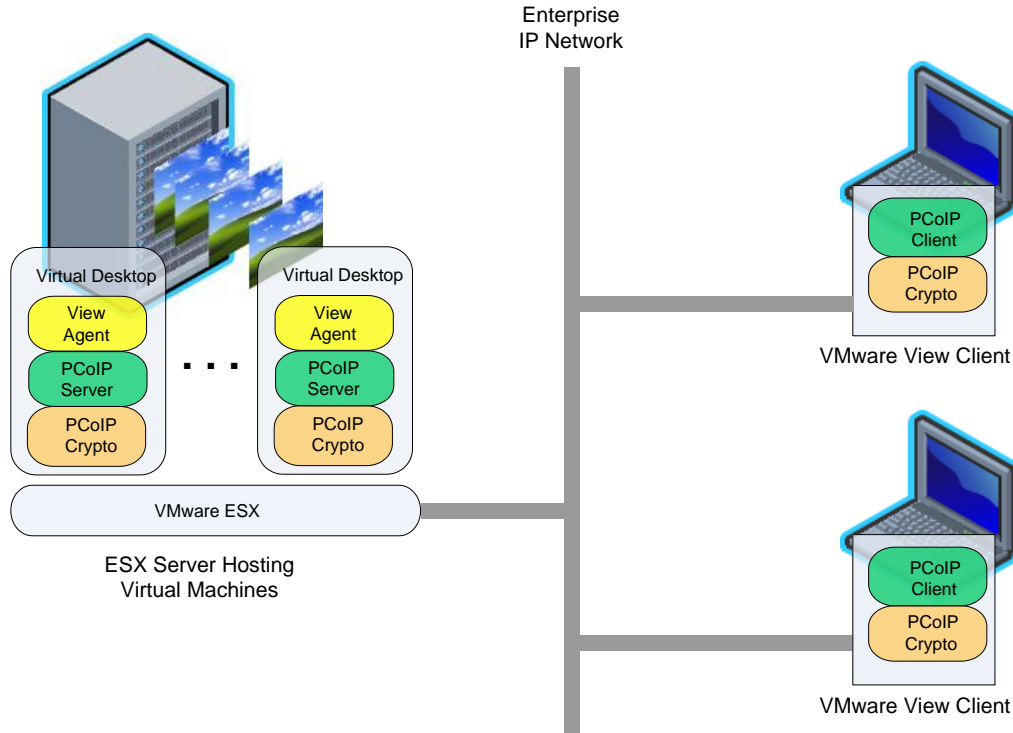 Enterprise
IP Network
Virtual Desktop
View
Agent
PCoIP
Server
PCoIP
Crypto
. . .
Virtual Desktop
View
Agent
PCoIP
Server
PCoIP
Crypto
VMware ESX
ESX Server Hosting
Virtual Machines
PCoIP
Client
PCoIP
Crypto
VMware View Client
PCoIP
Client
PCoIP
Crypto
VMware View Client